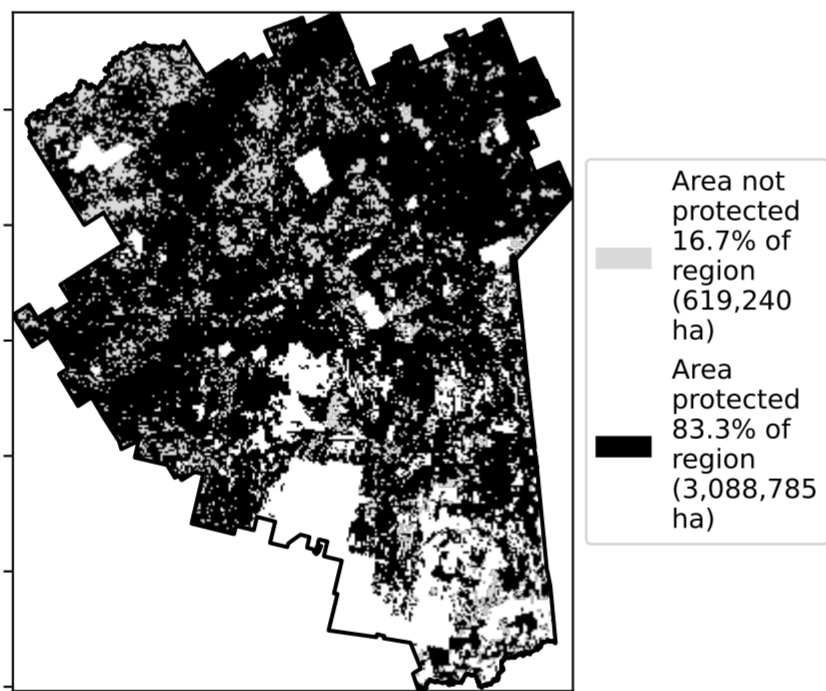 Area not
protected
16.7% of
region
(619,240
ha)
Area
protected
83.3% of
region
(3,088,785
ha)